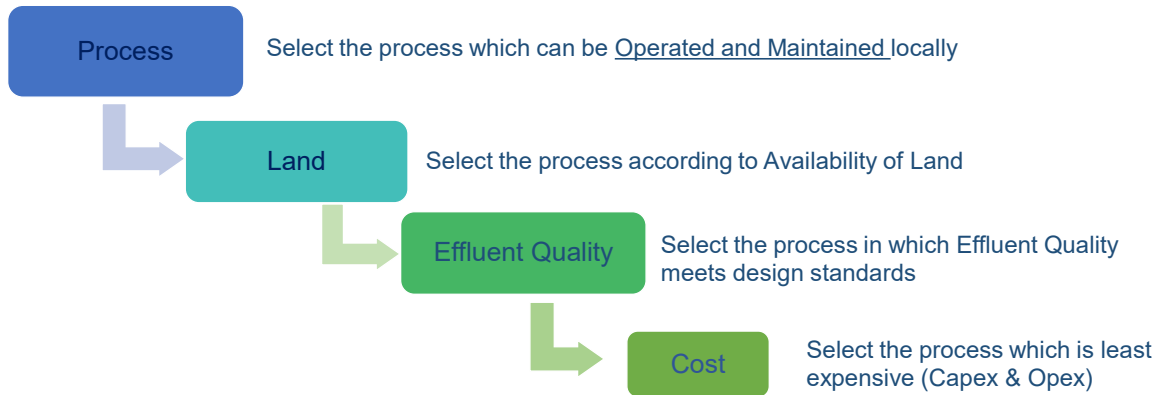 Process
Select the process which can be Operated and Maintained locally
Land
Select the process according to Availability of Land
Effluent Quality
Select the process in which Effluent Quality
meets design standards
Cost
Select the process which is least
expensive (Capex & Opex)